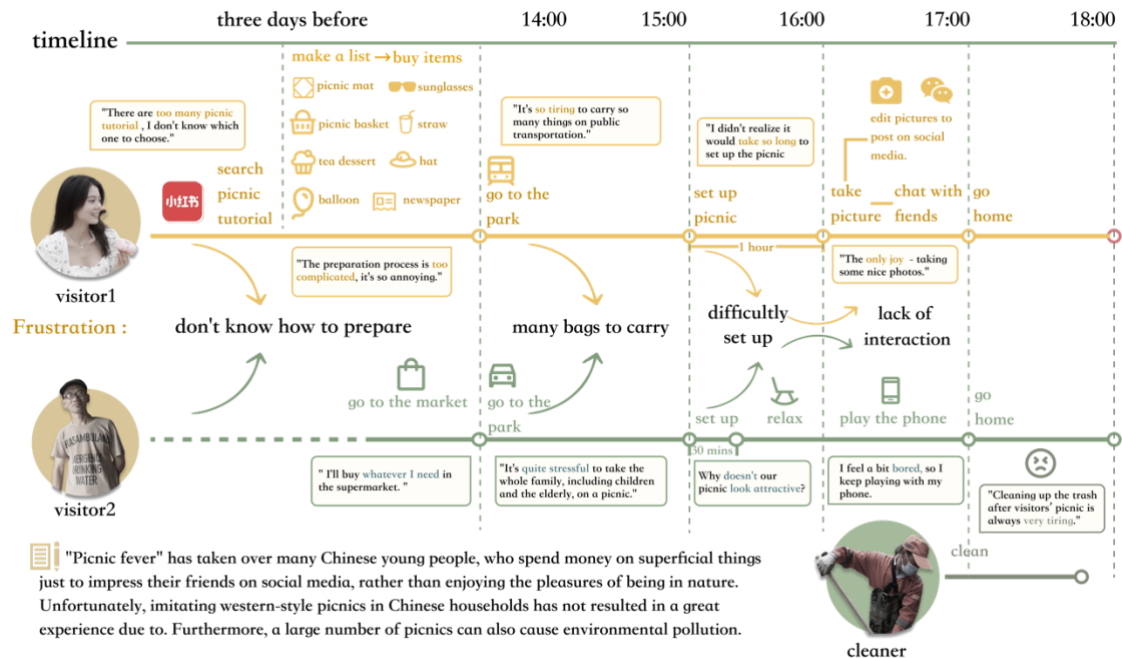 three days before
14:00
15:00
16:00
17:00
18:00
timeline
make a list → buy items
picnic mat
sunglasses
picnic basket
straw
tea dessert
hat
balloon
newspaper
"There are too many picnic
tutorial , I don't know which
one to choose."
小红书
search
picnic
tutorial
"It's so tiring to carry so
many things on public
transportation."
go to the
park
"I didn't realize it
would take so long to
set up the picnic
set up
picnic
edit pictures to
post on social
media.
take
picture
chat with
fiends
go
home
1 hour
visitor1
"The preparation process is too
complicated, it's so annoying."
"The only joy - taking
some nice photos."
Frustration :
don't know how to prepare
many bags to carry
difficultly
set up
lack of
interaction
go to the market
go to the
park
set up
relax
play the phone
go
home
30 mins
visitor2
" I'll buy whatever I need in
the supermarket. "
"It's quite stressful to take the
whole family, including children
and the elderly, on a picnic."
Why doesn't our
picnic look attractive?
I feel a bit bored, so I
keep playing with my
phone.
"Cleaning up the trash
after visitors' picnic is
always very tiring."
clean
cleaner
"Picnic fever" has taken over many Chinese young people, who spend money on superficial things
just to impress their friends on social media, rather than enjoying the pleasures of being in nature.
Unfortunately, imitating western-style picnics in Chinese households has not resulted in a great
experience due to. Furthermore, a large number of picnics can also cause environmental pollution.